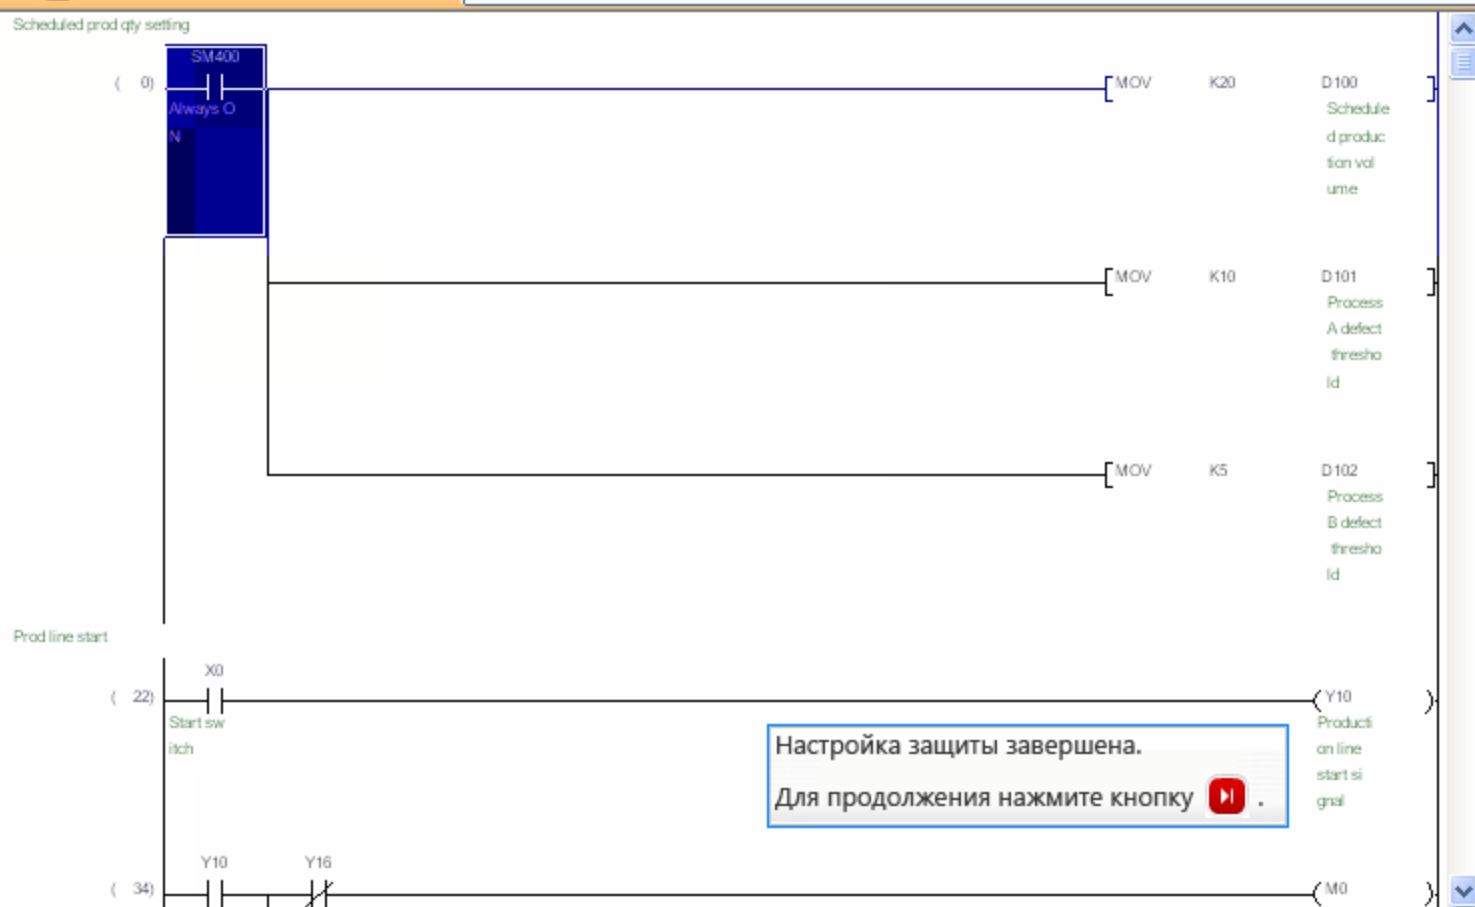 Scheduled prod qty setting
SM400
( 0) MOV K20 D100
Always O
N
Schedule
d produc
tion vol
ume
MOV K10 D101
Process
A defect
thresho
ld
MOV K5 D102
Process
B defect
thresho
ld
Prod line start
X0
( 22) Y10
Start sw
itch
Producti
on line
start si
gnal
Настройка защиты завершена.
Для продолжения нажмите кнопку .
Y10 Y16
( 34) M0